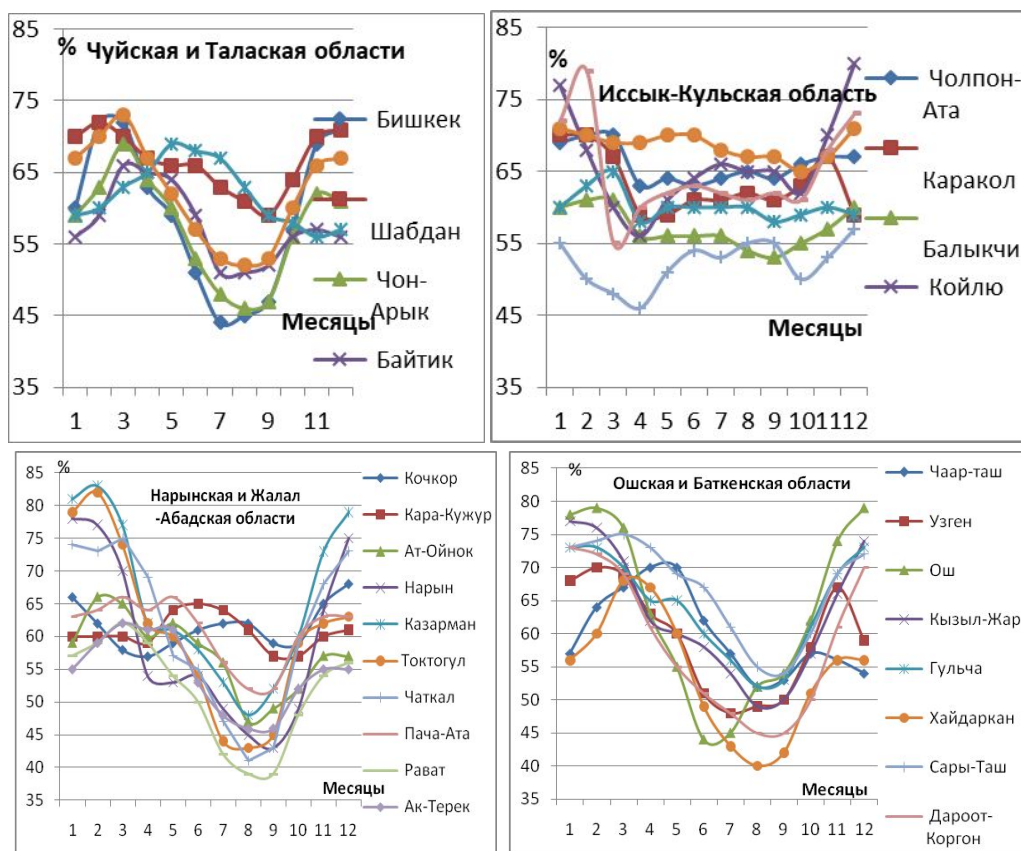 85
75
65
55
45
35
%
Чуйская и Талаская области
Месяцы
1 3 5 7 9 11
Бишкек
Шабдан
Чон-
Арык
Байтик
85
75
65
55
45
35
%
Иссык-Кульская область
Месяцы
1 2 3 4 5 6 7 8 9 10 11 12
Чолпон-
Ата
Каракол
Балыкчи
Койлю
85
80
75
70
65
60
55
50
45
40
35
%
Нарынская и Жалал
-Абадская области
Месяцы
1 2 3 4 5 6 7 8 9 10 11 12
Кочкор
Кара-Кужур
Ат-Ойнок
Нарын
Казарман
Токтогул
Чаткал
Пача-Ата
Рават
Ак-Терек
85
80
75
70
65
60
55
50
45
40
35
%
Ошская и Баткенская области
Месяцы
1 2 3 4 5 6 7 8 9 10 11 12
Чаар-таш
Узген
Ош
Кызыл-Жар
Гульча
Хайдаркан
Сары-Таш
Дароот-
Коргон